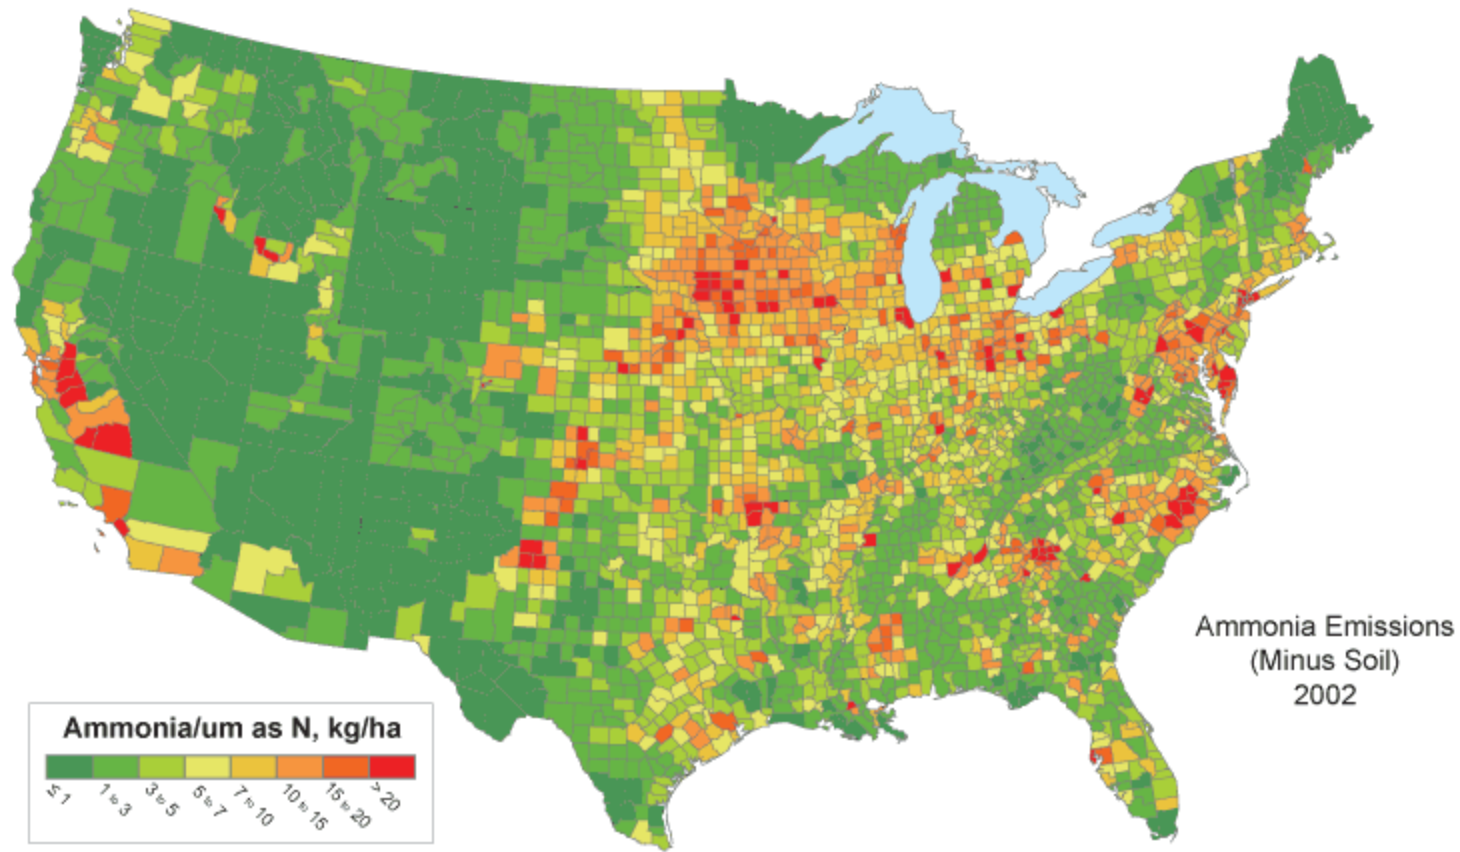 Ammonia Emissions
(Minus Soil)
2002
Ammonia/um as N, kg/ha
≤ 1
1 to 3
3 to 5
5 to 7
7 to 10
10 to 15
15 to 20
> 20